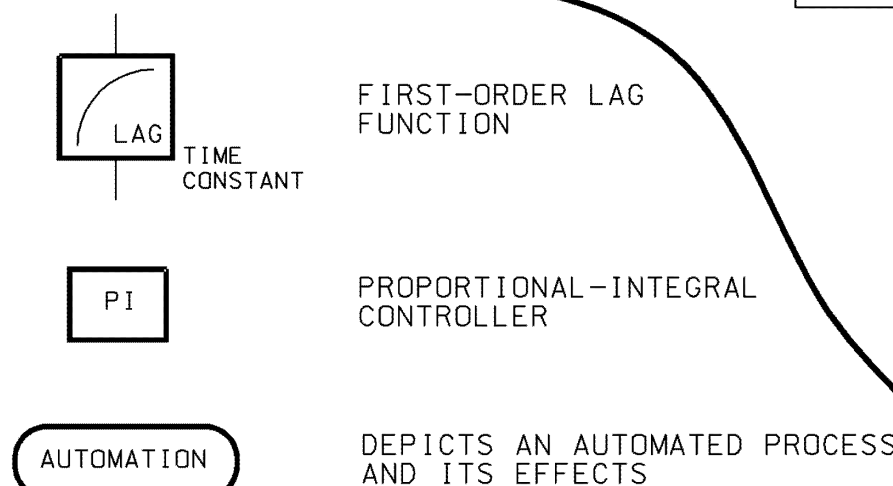 LAG
TIME
CONSTANT
FIRST-ORDER LAG
FUNCTION
PI
PROPORTIONAL-INTEGRAL
CONTROLLER
AUTOMATION
DEPICTS AN AUTOMATED PROCESS
AND ITS EFFECTS